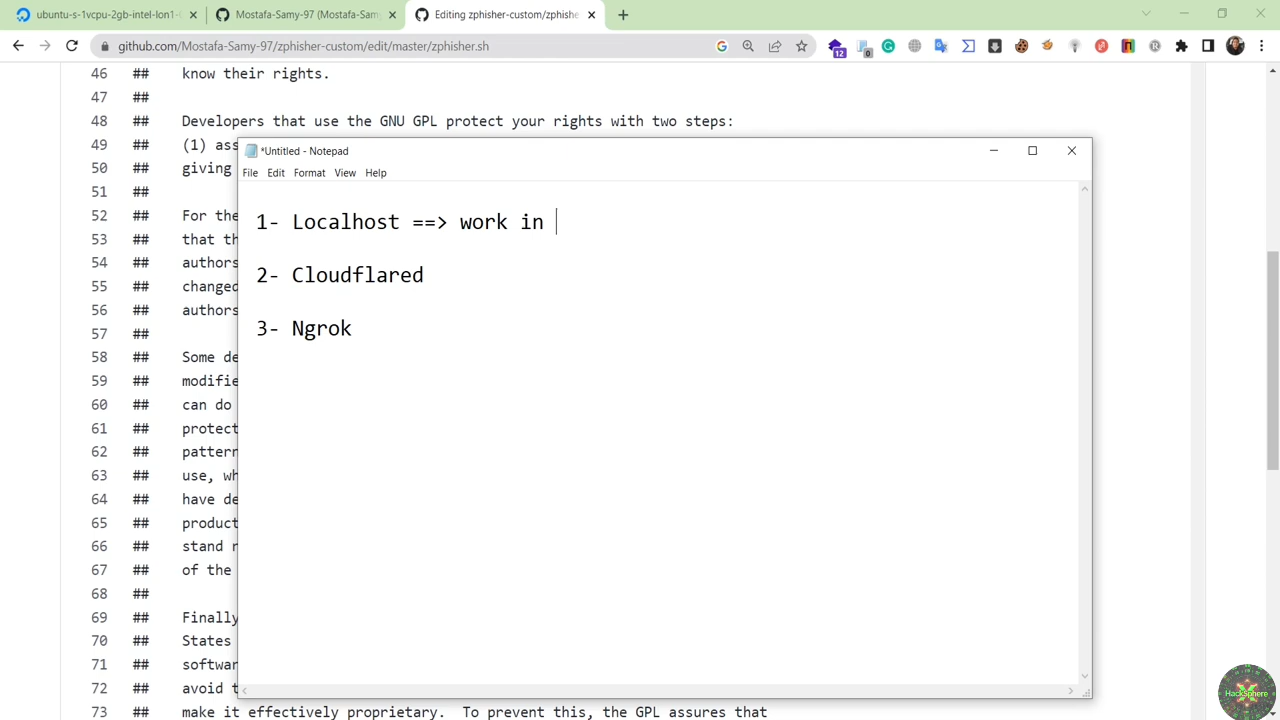 ubuntu-s-1vcpu-2gb-intel-lon1-
Mostafa-Samy-97 (Mostafa-Sam
Editing zphisher-custom/zphishe
github.com/Mostafa-Samy-97/zphisher-custom/edit/master/zphisher.sh
12
0
46 ## know their rights.
47 ##
48 ## Developers that use the GNU GPL protect your rights with two steps:
49 ## (1) ass
50 ## giving
51 ##
52 ## For the
53 ## that th
54 ## authors
55 ## changed
56 ## authors
57 ##
58 ## Some de
59 ## modifie
60 ## can do
61 ## protect
62 ## pattern
63 ## use, wh
64 ## have de
65 ## product
66 ## stand r
67 ## of the
68 ##
69 ## Finally
70 ## States
71 ## softwar
72 ## avoid t
73 ## make it effectively proprietary.  To prevent this, the GPL assures that
*Untitled - Notepad
File Edit Format View Help
1- Localhost ==> work in
2- Cloudflared
3- Ngrok
HackSphere